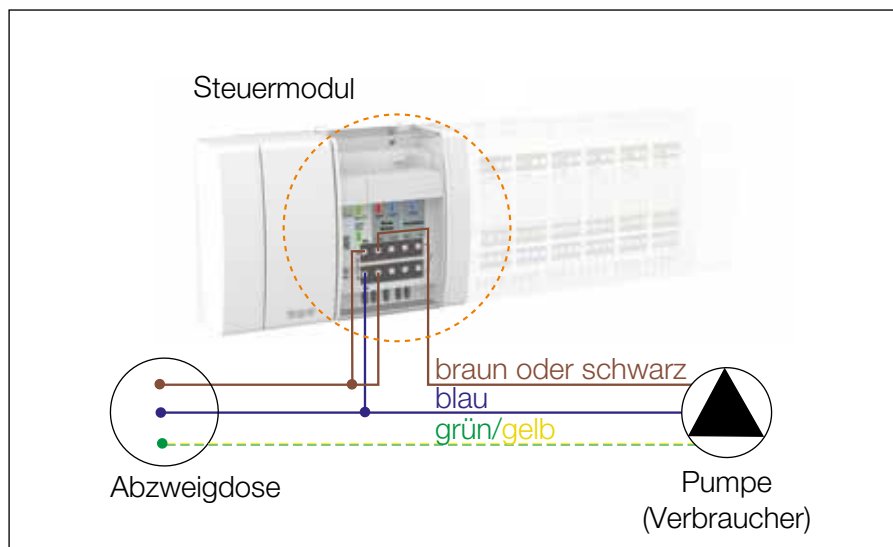 Steuermodul
braun oder schwarz
blau
grün/gelb
Abzweigdose
Pumpe
(Verbraucher)